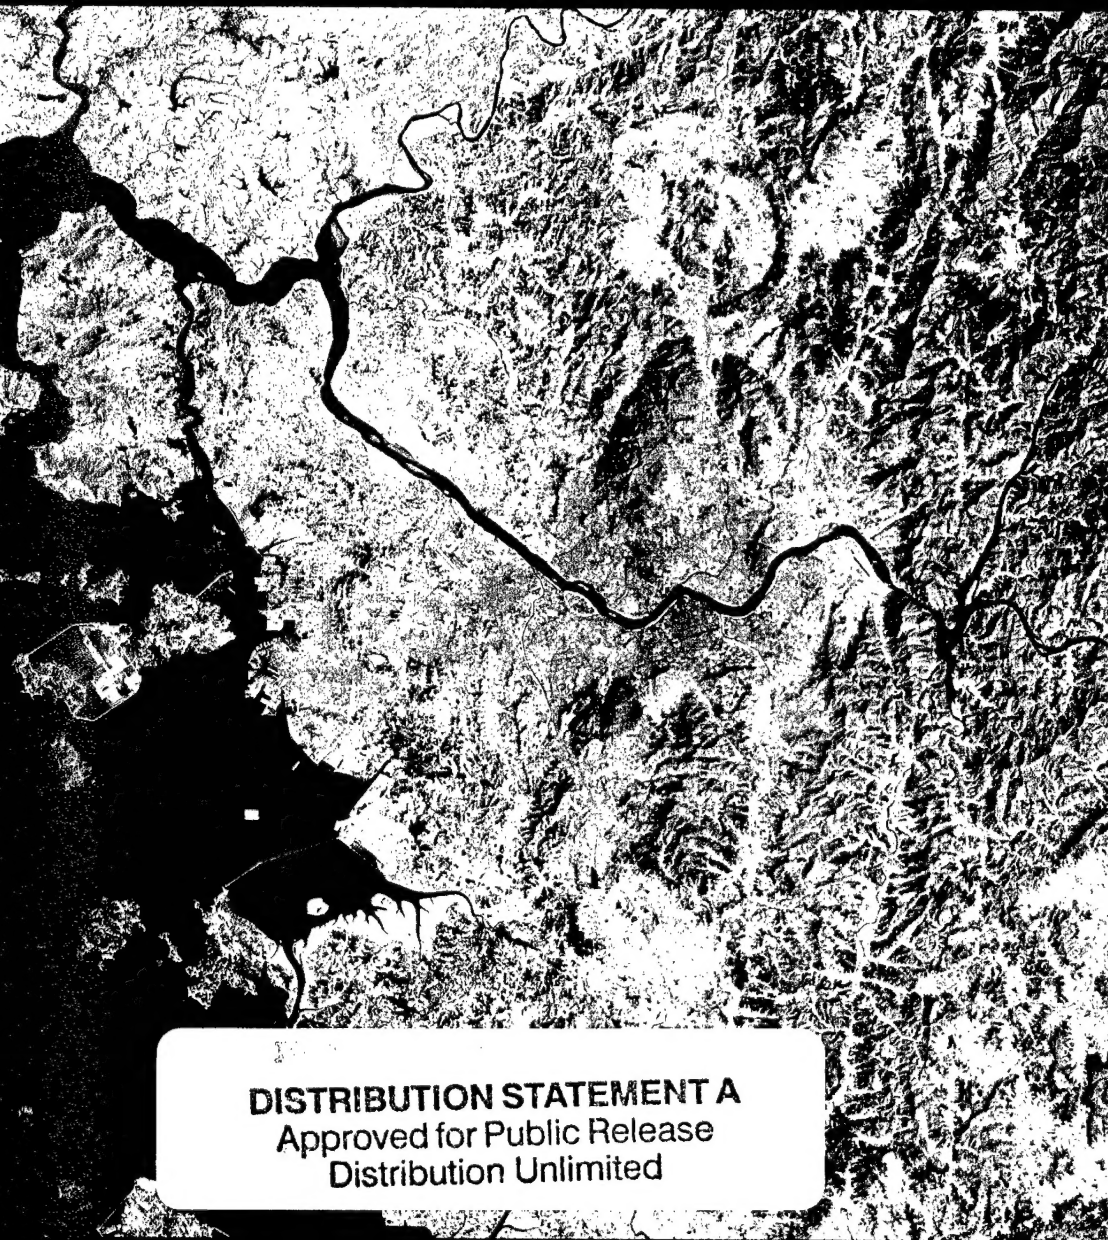 DISTRIBUTION STATEMENT A
Approved for Public Release
Distribution Unlimited